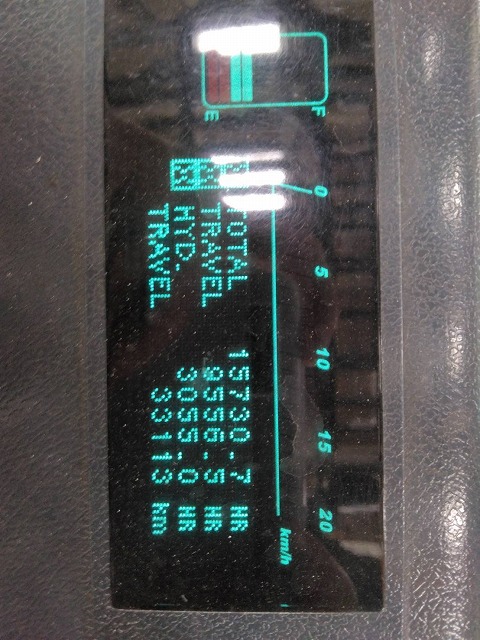 E F
0 5 10 15 20
km/h
TOTAL 15730.7 HR
TRAVEL 9556.5 HR
HYD. 3055.0 HR
TRAVEL 33113 km